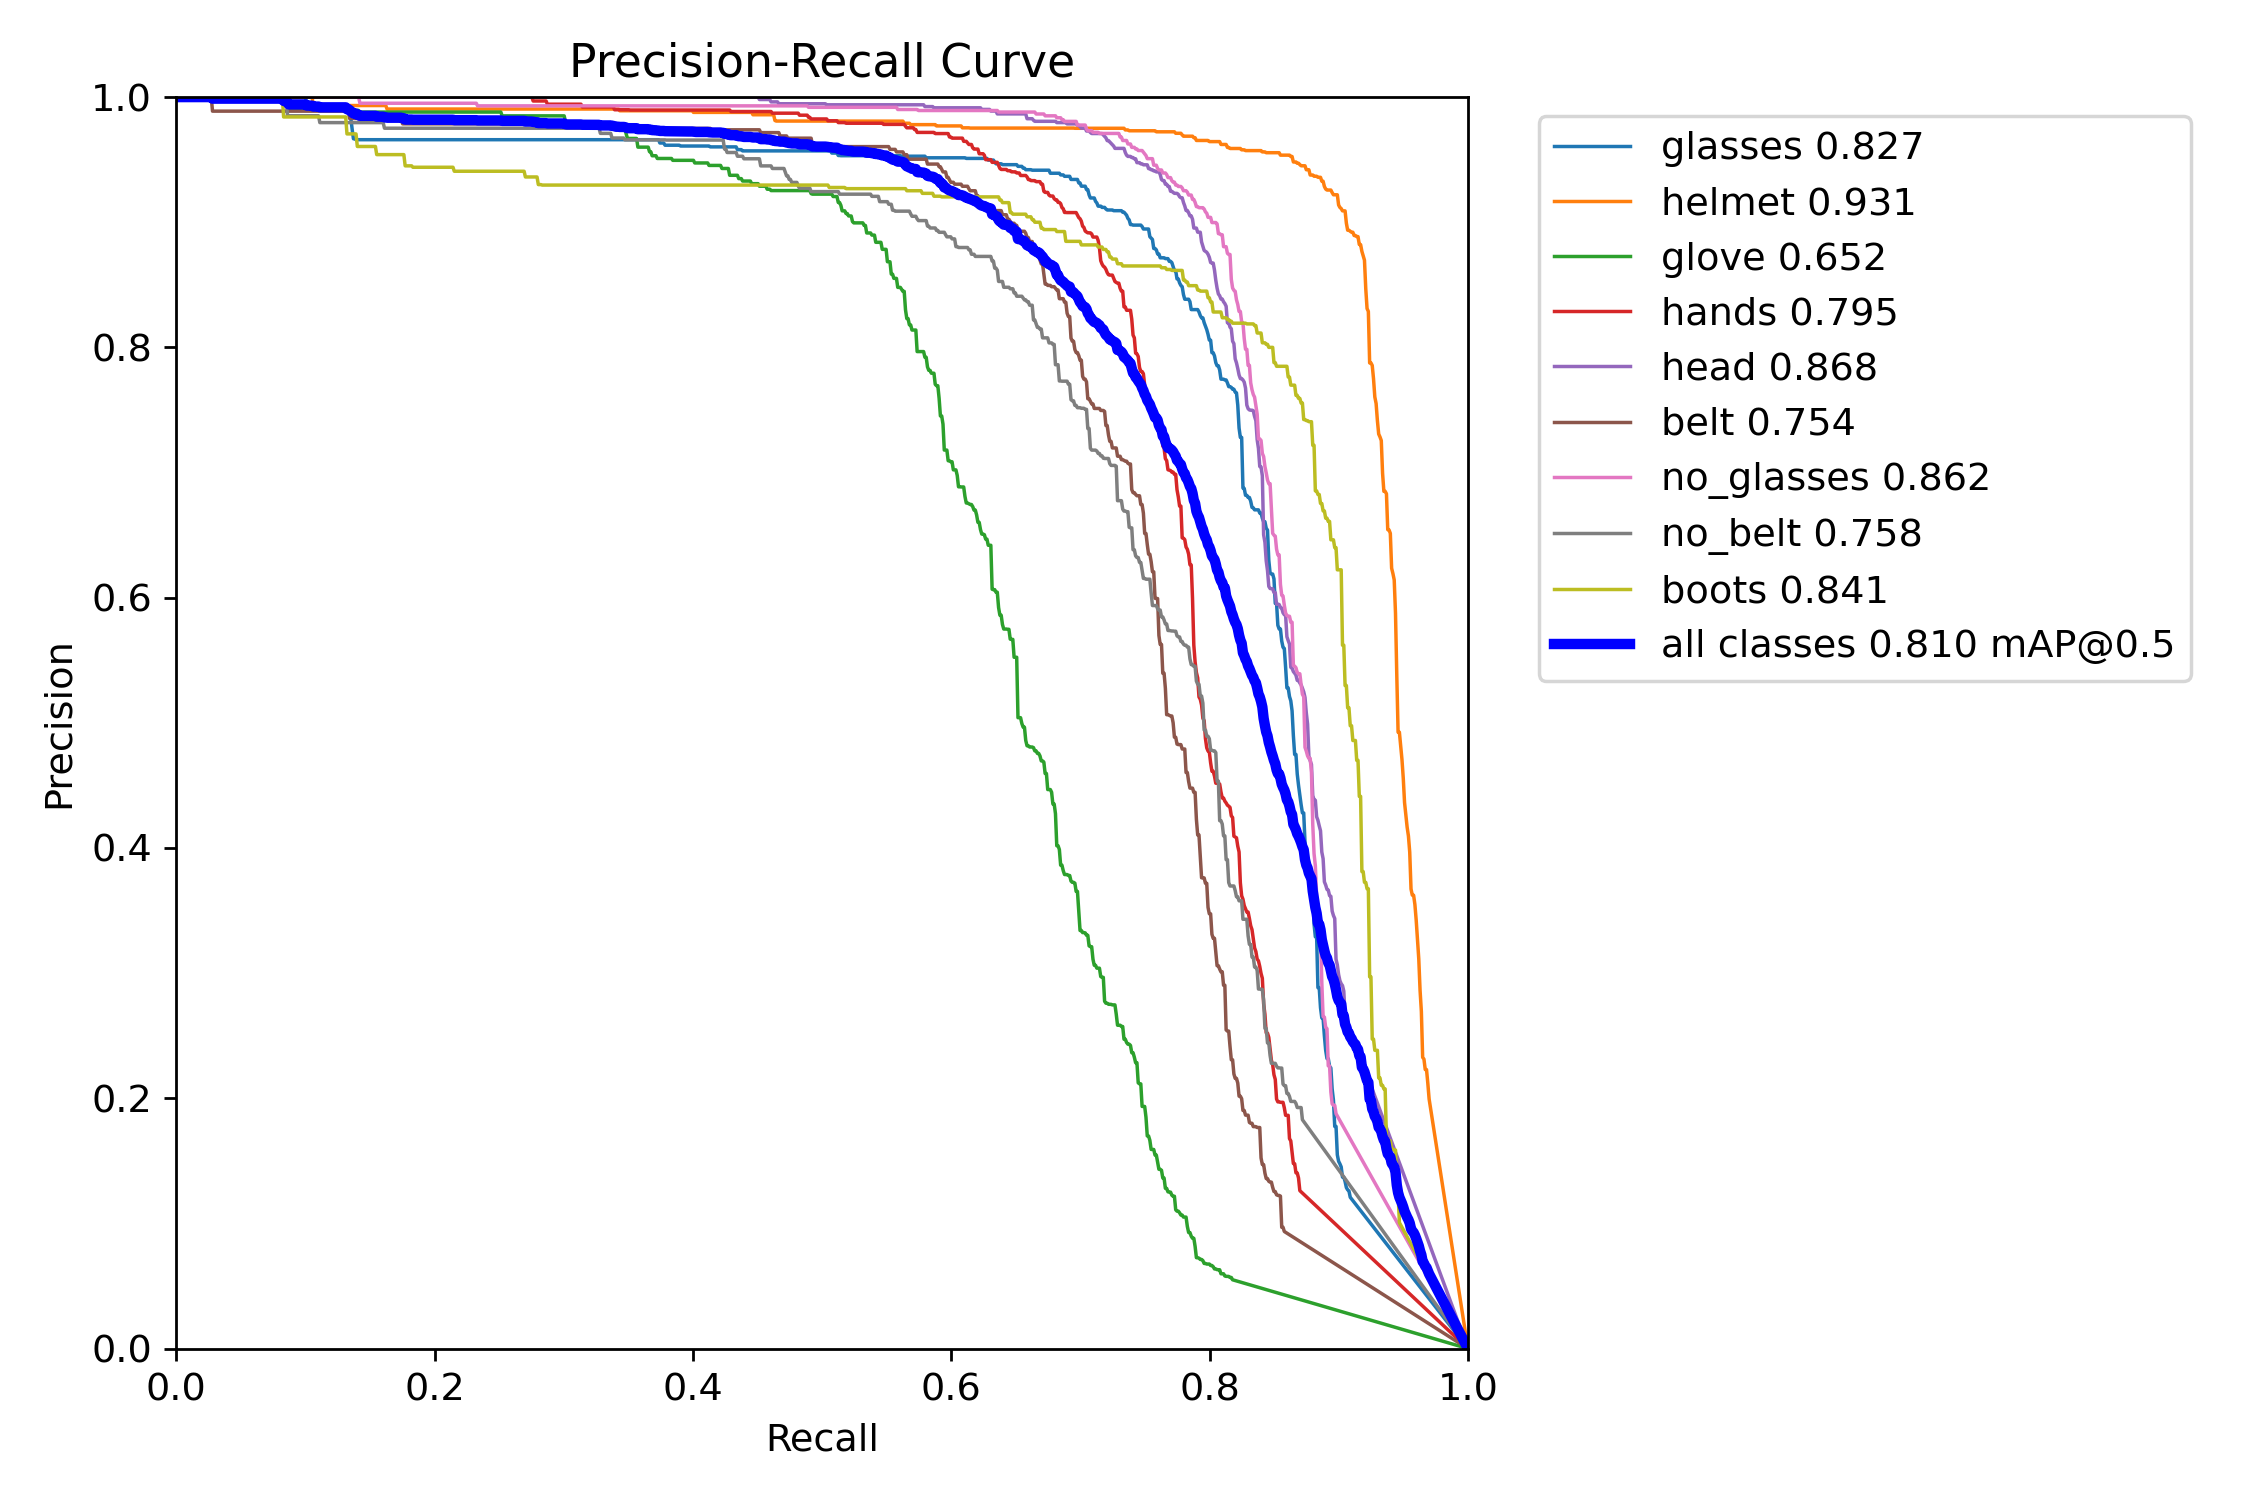 Precision-Recall Curve
1.0
0.8
0.6
0.4
0.2
0.0
Precision
0.0 0.2 0.4 0.6 0.8 1.0
Recall
glasses 0.827
helmet 0.931
glove 0.652
hands 0.795
head 0.868
belt 0.754
no_glasses 0.862
no_belt 0.758
boots 0.841
all classes 0.810 mAP@0.5